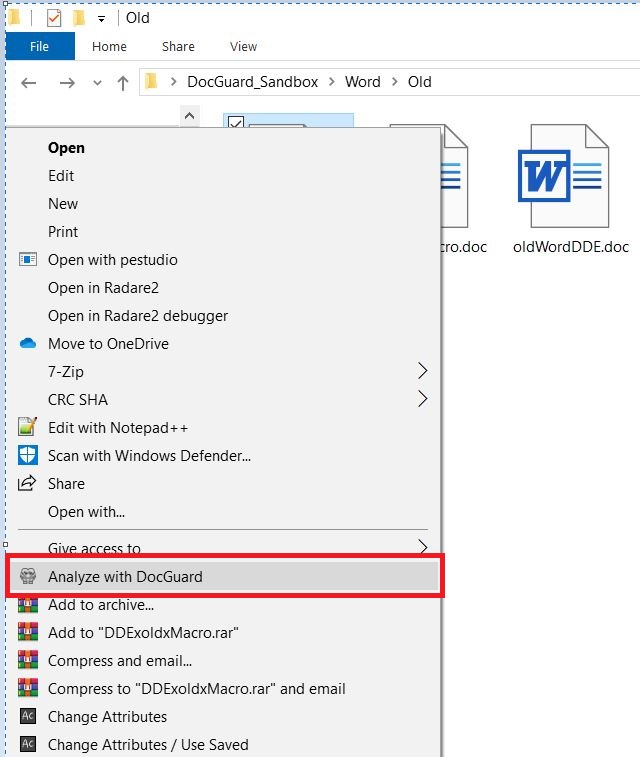 Old
File Home Share View
DocGuard_Sandbox Word Old
Open
Edit
New
Print
Open with pestudio
Open in Radare2
Open in Radare2 debugger
Move to OneDrive
7-Zip
CRC SHA
Edit with Notepad++
Scan with Windows Defender...
Share
Open with...
Give access to
Analyze with DocGuard
Add to archive...
Add to "DDExoldxMacro.rar"
Compress and email...
Compress to "DDExoldxMacro.rar" and email
Ac Change Attributes
Ac Change Attributes / Use Saved
W
cro.doc oldWordDDE.doc